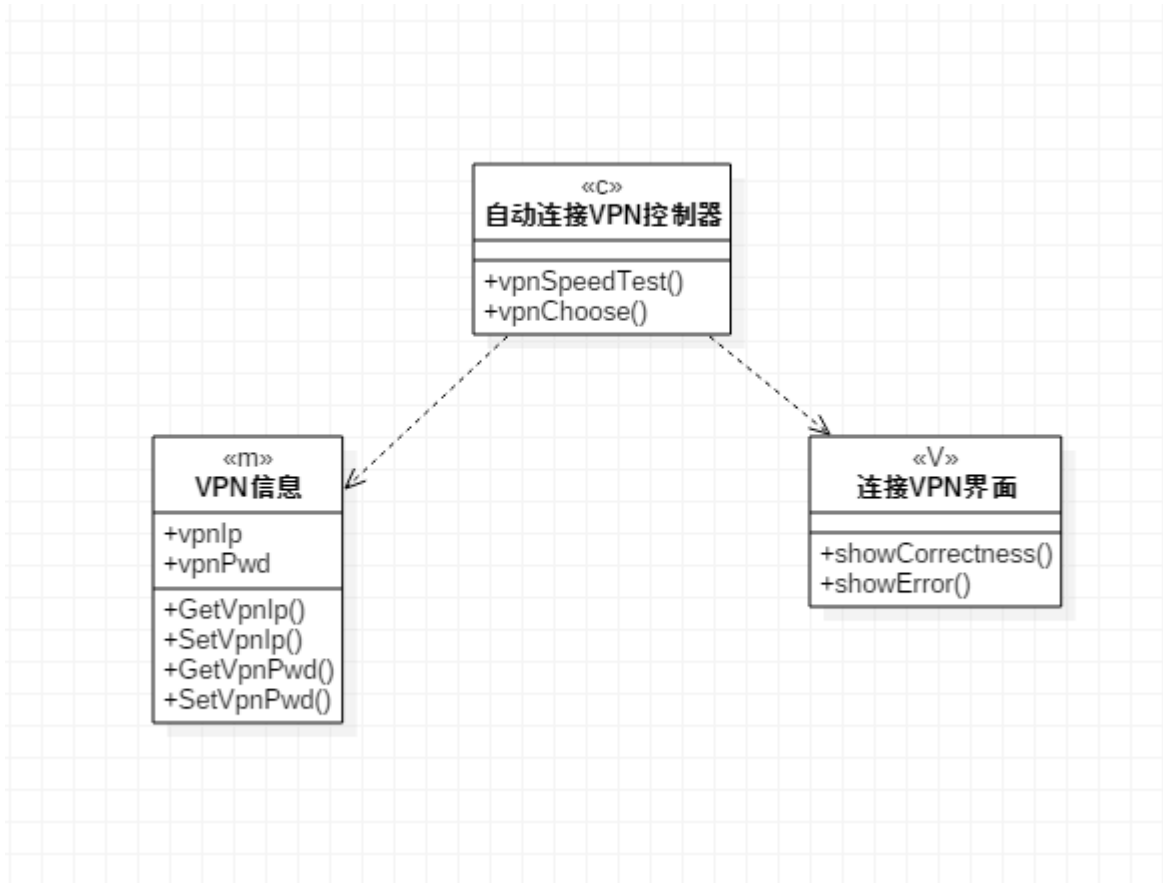 «c»
自动连接VPN控制器
+vpnSpeedTest()
+vpnChoose()
«m»
VPN信息
+vpnIp
+vpnPwd
+GetVpnIp()
+SetVpnIp()
+GetVpnPwd()
+SetVpnPwd()
«V»
连接VPN界面
+showCorrectness()
+showError()